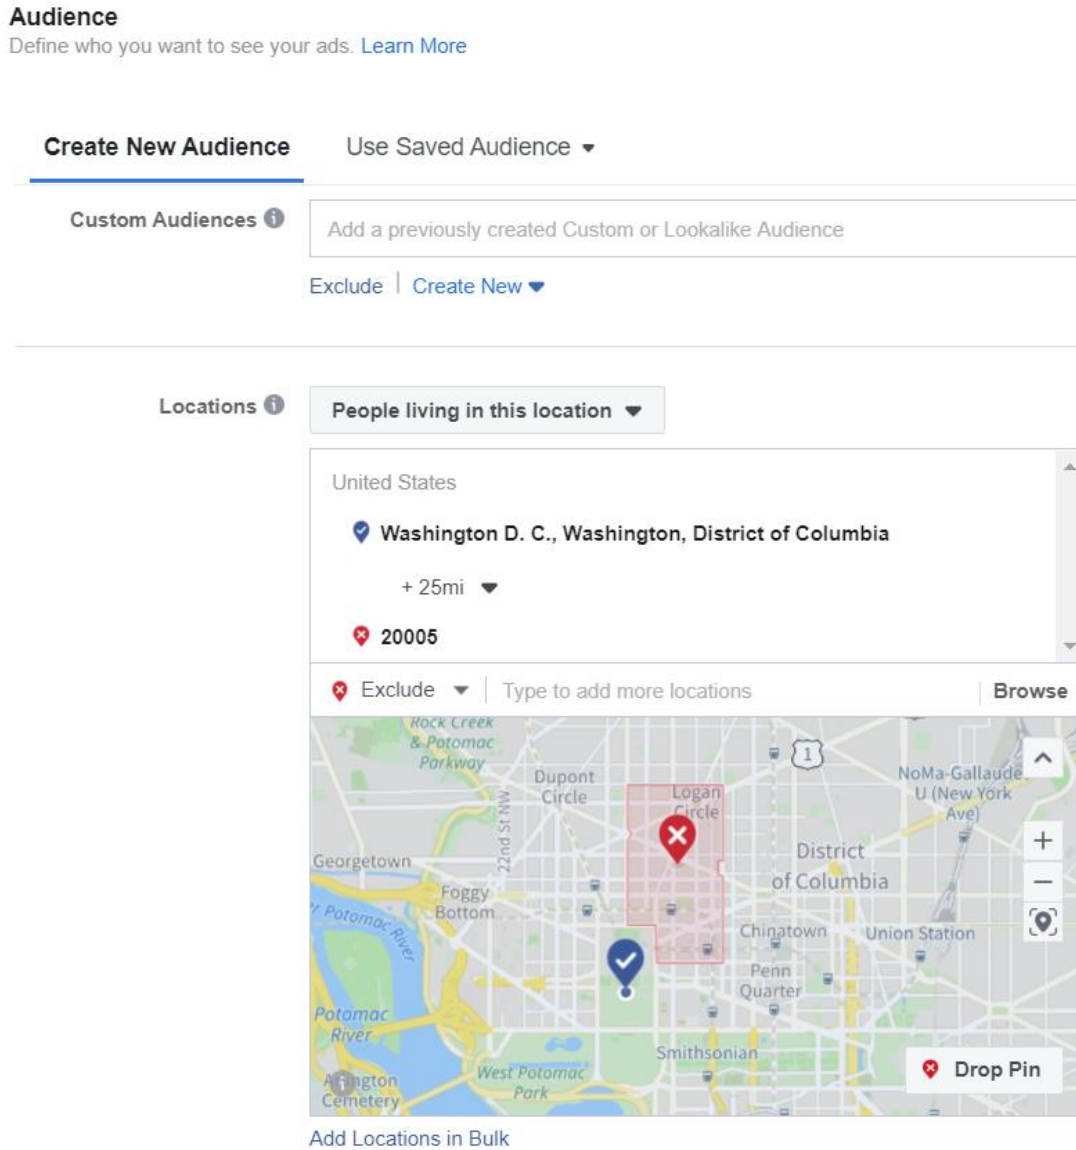 Audience
Define who you want to see your ads. Learn More
Create New Audience
Use Saved Audience
Custom Audiences
Add a previously created Custom or Lookalike Audience
Exclude | Create New
Locations
People living in this location
United States
Washington D. C., Washington, District of Columbia
+ 25mi
20005
Exclude
Type to add more locations
Browse
Rock Creek
& Potomac
Parkway
Dupont
Circle
22nd St NW
Logan
Circle
1
NoMa-Gallaude
U (New York
Ave)
Georgetown
Foggy
Bottom
District
of Columbia
Potomac River
Chinatown
Union Station
Penn
Quarter
Potomac
River
Smithsonian
West Potomac
Park
Cemetery
Drop Pin
Add Locations in Bulk